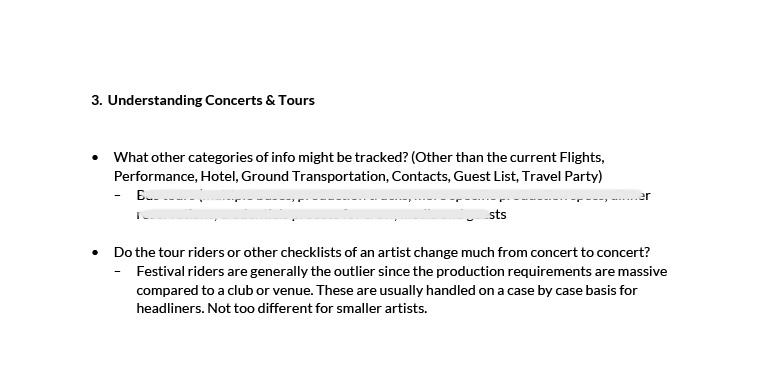 3. Understanding Concerts & Tours
• What other categories of info might be tracked? (Other than the current Flights,
Performance, Hotel, Ground Transportation, Contacts, Guest List, Travel Party)
–
• Do the tour riders or other checklists of an artist change much from concert to concert?
– Festival riders are generally the outlier since the production requirements are massive
compared to a club or venue. These are usually handled on a case by case basis for
headliners. Not too different for smaller artists.